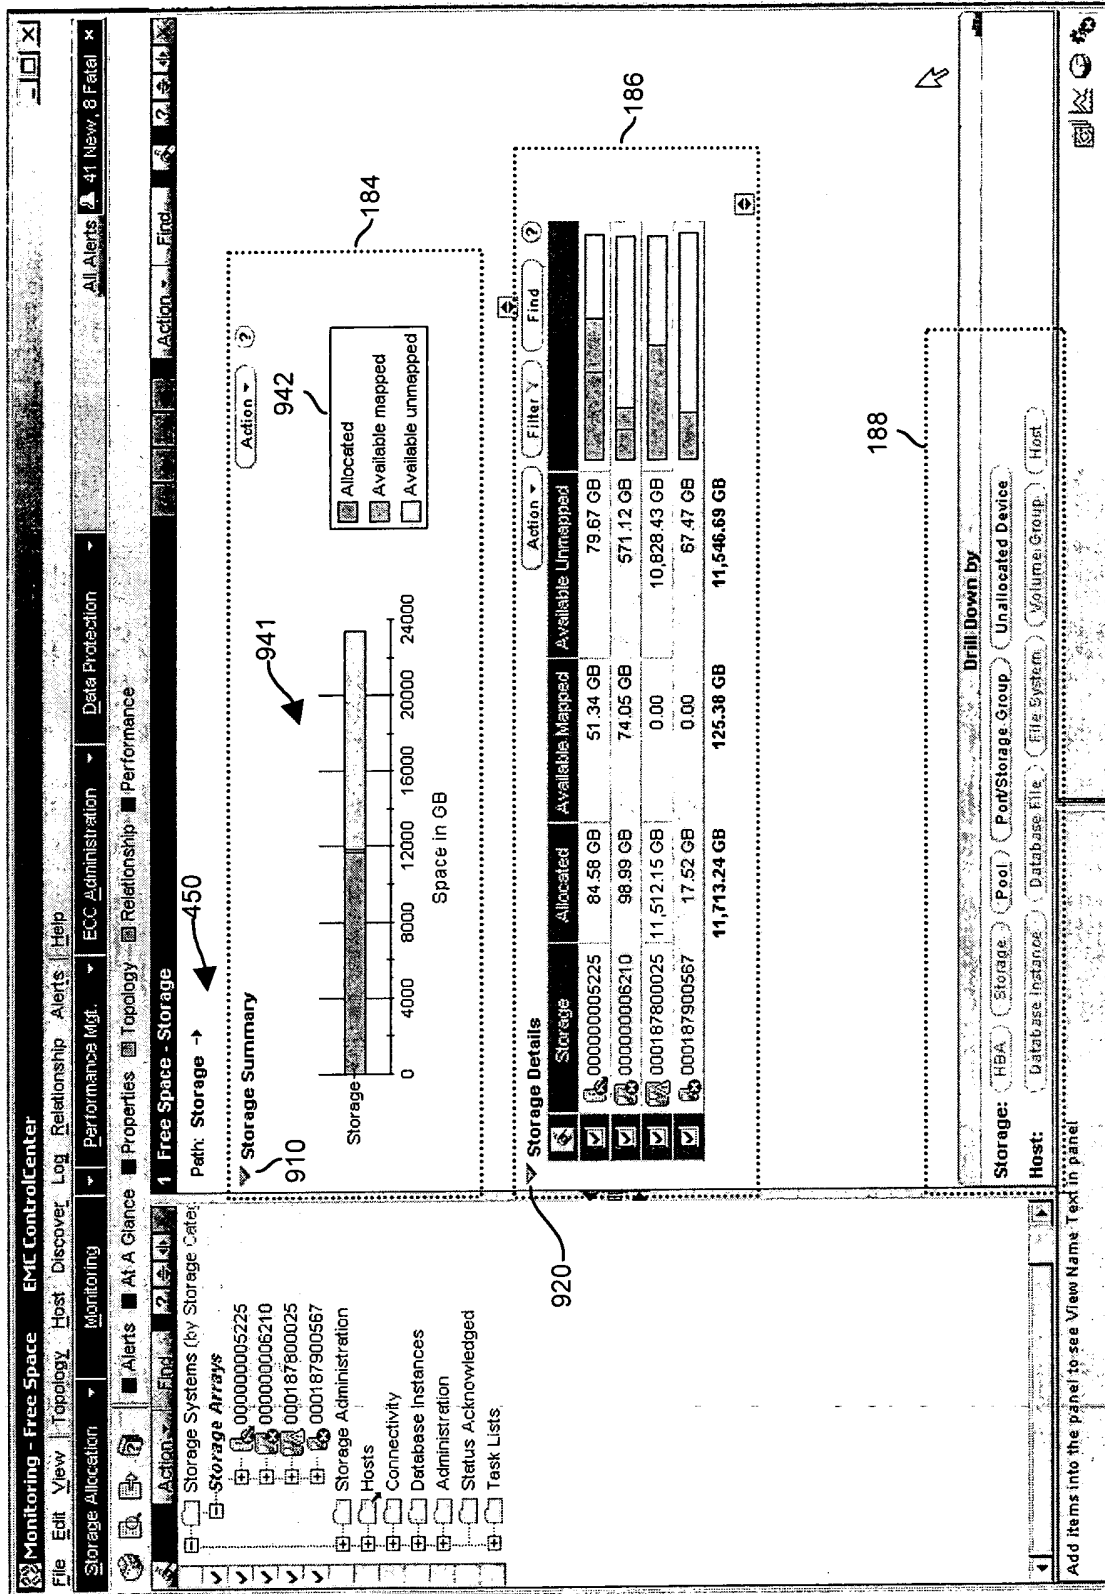 Monitoring - Free Space EMC ControlCenter
File Edit View Topology Host Discover Log Relationship Alerts Help
Storage Allocation Monitoring Performance Mgt. ECC Administration Data Protection All Alerts 41 New, 8 Fatal
Alerts At A Glance Properties Topology Relationship Performance
Action Find
Storage Systems (by Storage Categ
Storage Arrays
000000005225
000000006210
000187800025
000187900567
Storage Administration
Hosts
Connectivity
Database Instances
Administration
Status Acknowledged
Task Lists
1 Free Space - Storage Action Find
Path: Storage → 450
184
910
Storage Summary
Action
941
942
Storage
0 4000 8000 12000 16000 20000 24000
Space in GB
Allocated
Available mapped
Available unmapped
186
920
Storage Details
Action Filter Find
Storage Allocated Available Mapped Available Unmapped
000000005225 84.58 GB 51.34 GB 79.67 GB
000000006210 98.99 GB 74.05 GB 571.12 GB
000187800025 11,512.15 GB 0.00 10,828.43 GB
000187900567 17.52 GB 0.00 67.47 GB
11,713.24 GB 125.38 GB 11,546.69 GB
188
Drill Down by
Storage: HBA Storage Pool Port/Storage Group Unallocated Device
Host: Database Instance Database File File System Volume Group Host
Add items into the panel to see View Name Text in panel